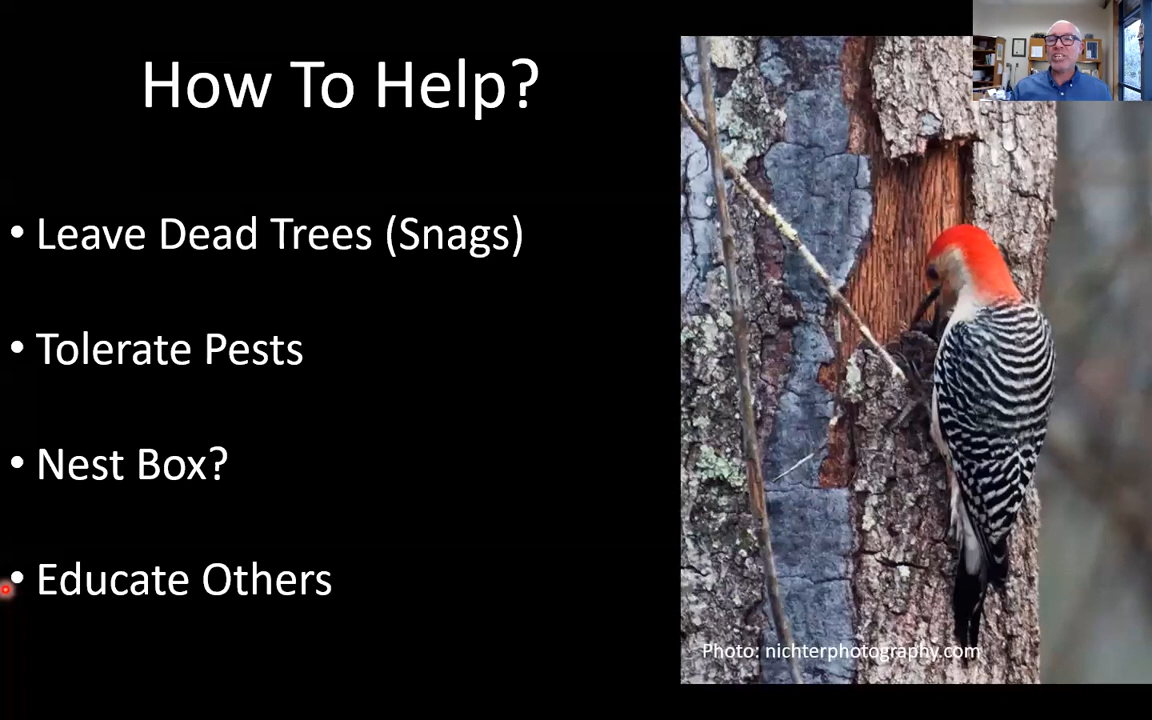 How To Help?
• Leave Dead Trees (Snags)
• Tolerate Pests
• Nest Box?
• Educate Others
Photo: nichterphotography.com